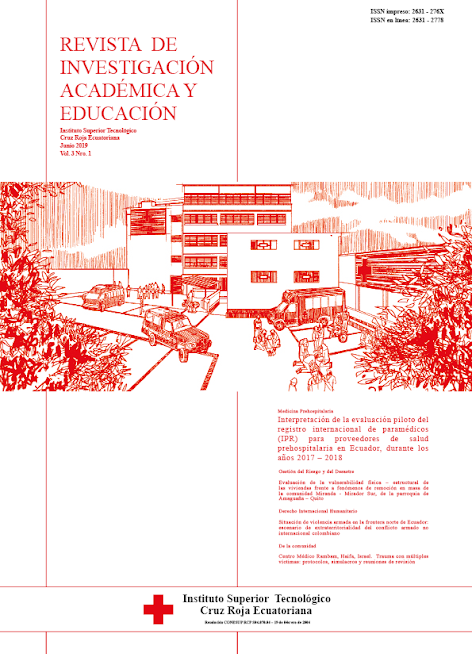 ISSN impreso: 2631 - 276X
ISSN en línea: 2631 - 2778
REVISTA DE
INVESTIGACIÓN
ACADÉMICA Y
EDUCACIÓN
Instituto Superior Tecnológico
Cruz Roja Ecuatoriana
Junio 2019
Vol. 3 Nro. 1
Medicina Prehospitalaria
Interpretación de la evaluación piloto del
registro internacional de paramédicos
(IPR) para proveedores de salud
prehospitalaria en Ecuador, durante los
años 2017 – 2018
Gestión del Riesgo y del Desastre
Evaluación de la vulnerabilidad física - estructural de
las viviendas frente a fenómenos de remoción en masa de
la comunidad Miranda - Mirador Sur, de la parroquia de
Amaguaña – Quito
Derecho Internacional Humanitario
Situación de violencia armada en la frontera norte de Ecuador:
escenario de extraterritorialidad del conflicto armado no
internacional colombiano
De la comunidad
Centro Médico Rambam, Haifa, Israel. Trauma con múltiples
víctimas: protocolos, simulacros y reuniones de revisión
Instituto Superior Tecnológico
Cruz Roja Ecuatoriana
Resolución CONESUP RCP de febrero de